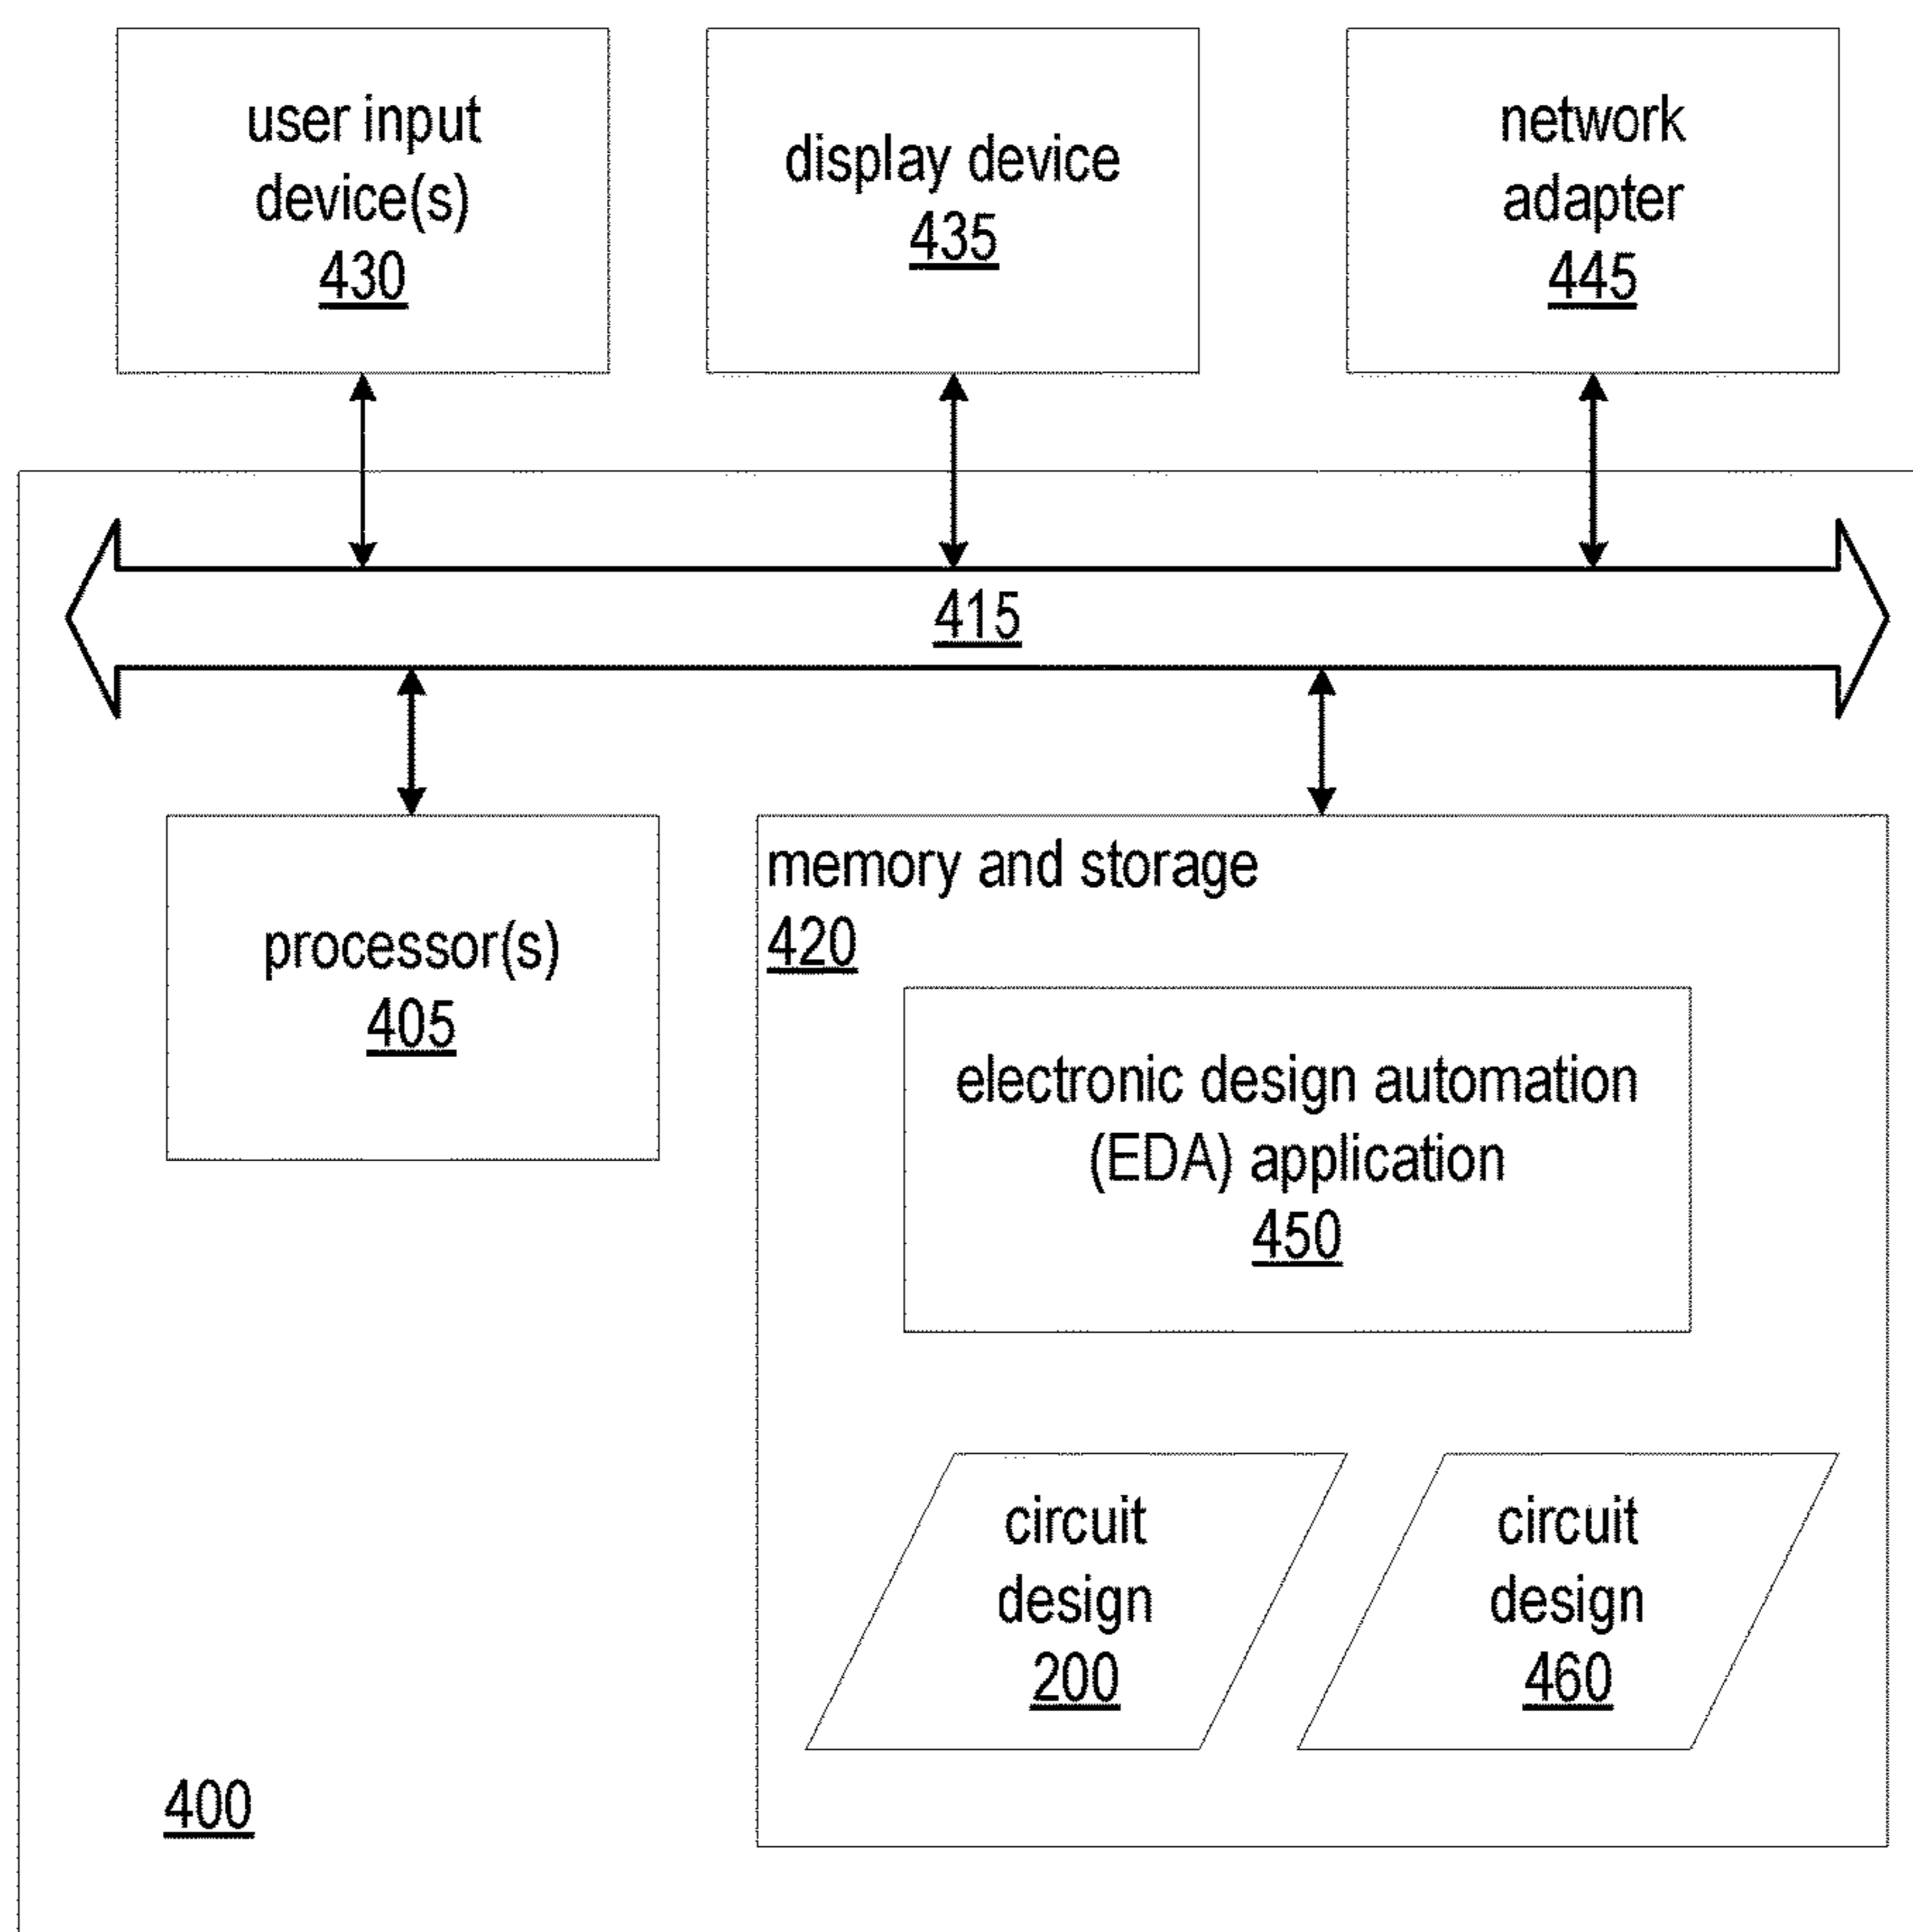 user input
device(s)
430
display device
435
network
adapter
445
415
processor(s)
405
memory and storage
420
electronic design automation
(EDA) application
450
circuit
design
200
circuit
design
460
400